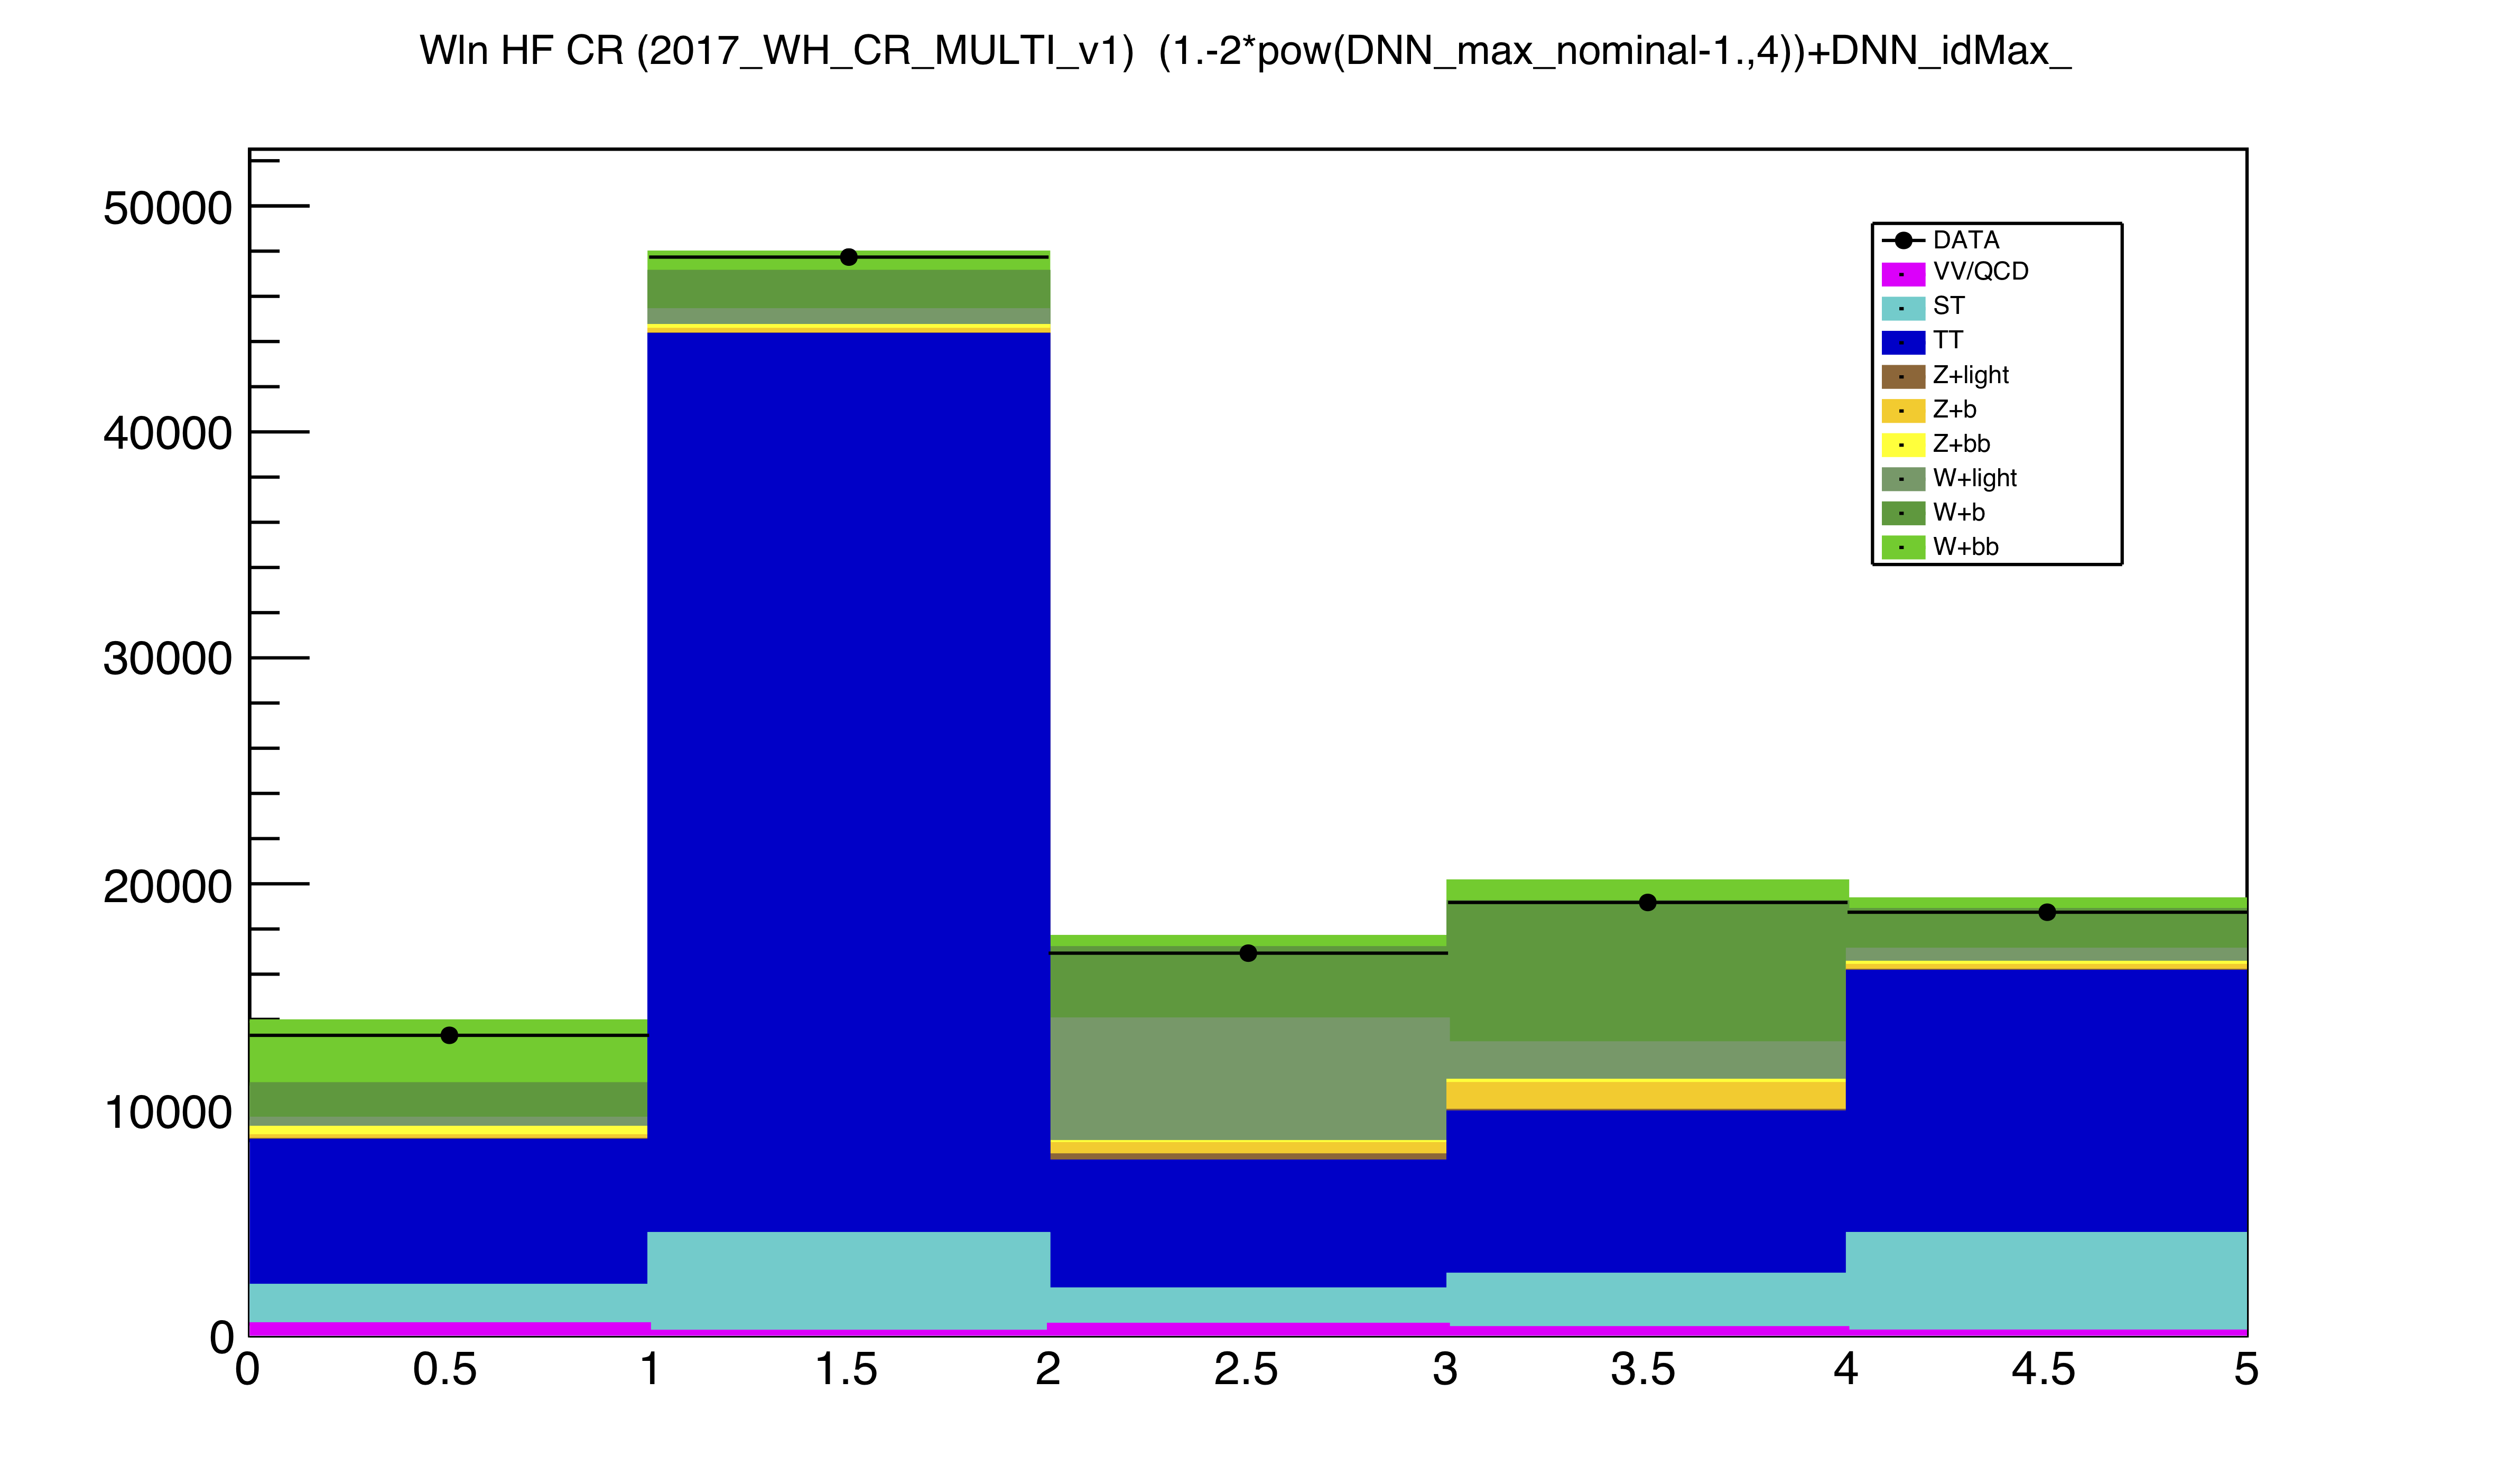 Wln HF CR (2017_WH_CR_MULTI_v1) (1.-2*pow(DNN_max_nominal-1.,4))+DNN_idMax_
50000
40000
30000
20000
10000
0
DATA
VV/QCD
ST
TT
Z+light
Z+b
Z+bb
W+light
W+b
W+bb
0 0.5 1 1.5 2 2.5 3 3.5 4 4.5 5